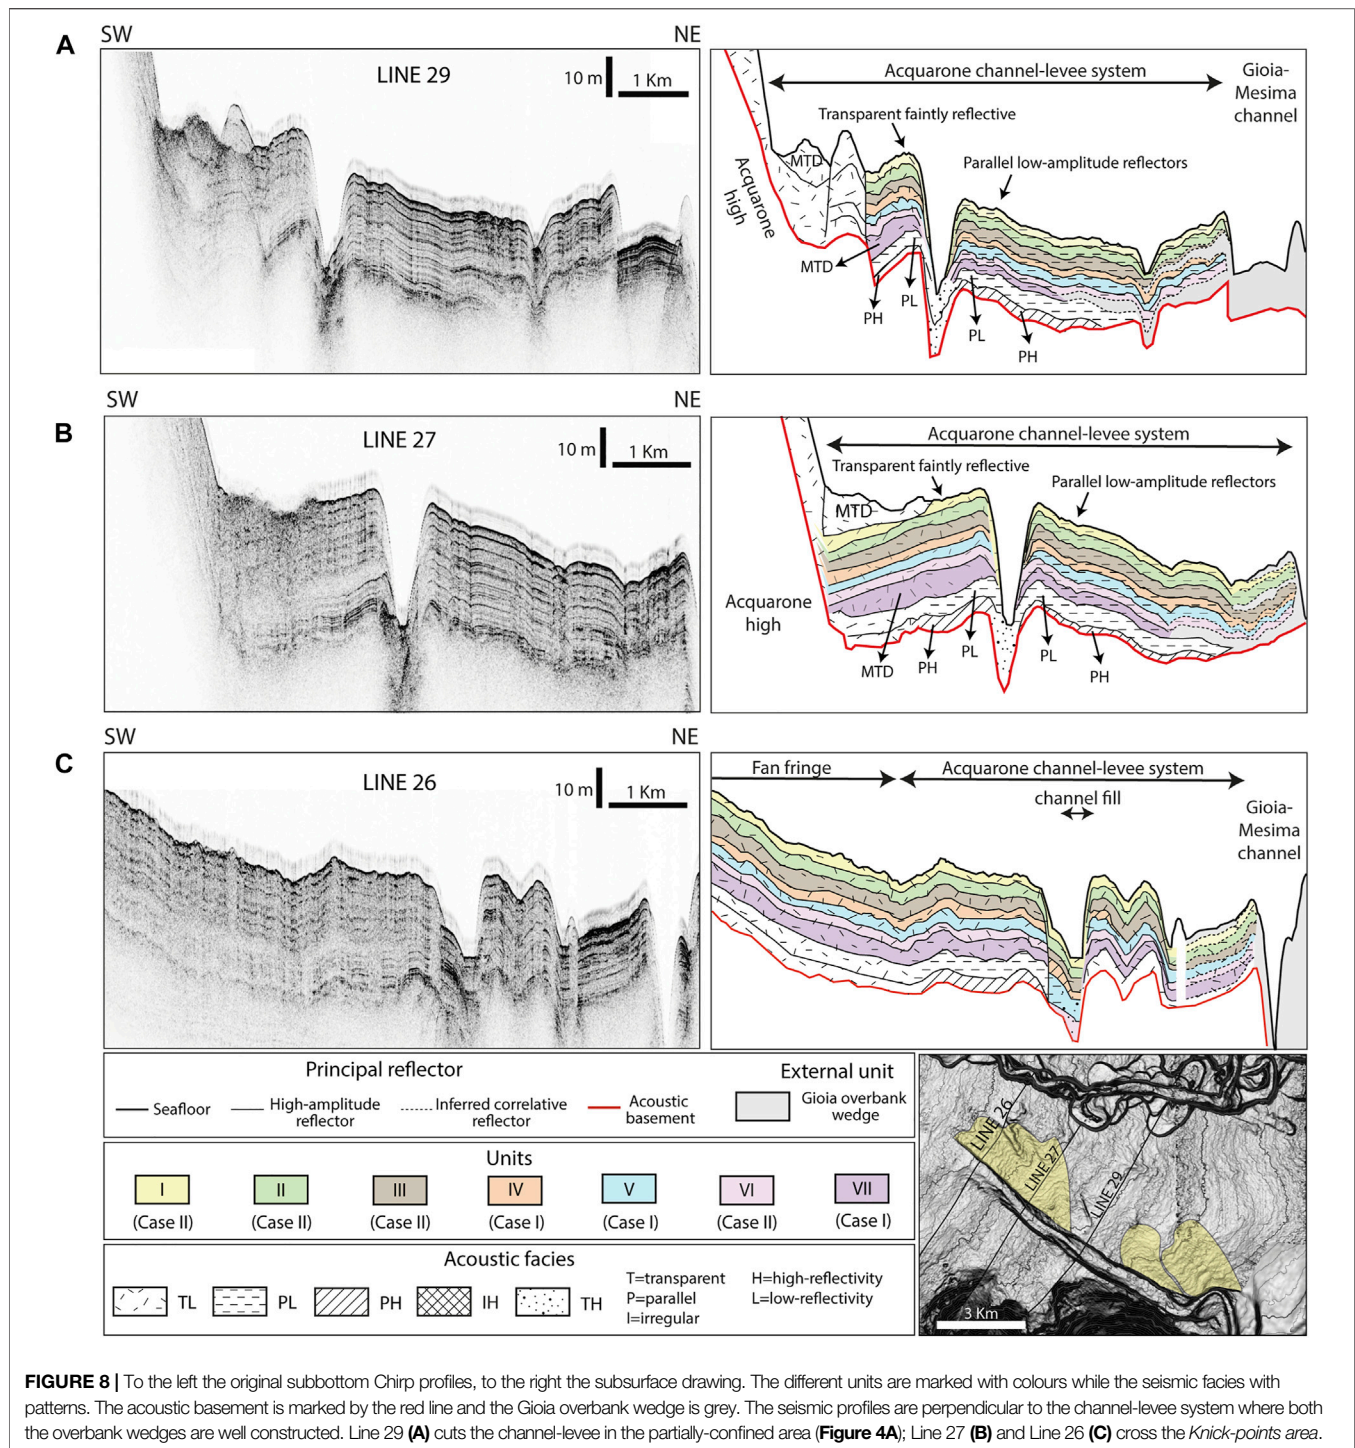 A
SW
NE
LINE 29
10 m
1 Km
Acquarone channel-levee system
Gioia-
Mesima
channel
Transparent faintly reflective
Parallel low-amplitude reflectors
MTD
Acquarone
high
MTD
PH
PL
PL
PH
B
SW
NE
LINE 27
10 m
1 Km
Acquarone channel-levee system
Transparent faintly reflective
Parallel low-amplitude reflectors
MTD
Acquarone
high
MTD
PH
PL
PL
PH
C
SW
NE
LINE 26
10 m
1 Km
Fan fringe
Acquarone channel-levee system
channel fill
Gioia-
Mesima
channel
Principal reflector
Seafloor
High-amplitude
reflector
Inferred correlative
reflector
Acoustic
basement
External unit
Gioia overbank
wedge
Units
I
II
III
IV
V
VI
VII
(Case II)
(Case II)
(Case II)
(Case I)
(Case I)
(Case II)
(Case I)
Acoustic facies
TL
PL
PH
IH
TH
T=transparent
P=parallel
I=irregular
H=high-reflectivity
L=low-reflectivity
LINE 26
LINE 27
LINE 29
3 Km
FIGURE 8 | To the left the original subbottom Chirp profiles, to the right the subsurface drawing. The different units are marked with colours while the seismic facies with
patterns. The acoustic basement is marked by the red line and the Gioia overbank wedge is grey. The seismic profiles are perpendicular to the channel-levee system where both
the overbank wedges are well constructed. Line 29 (A) cuts the channel-levee in the partially-confined area (Figure 4A); Line 27 (B) and Line 26 (C) cross the Knick-points area.